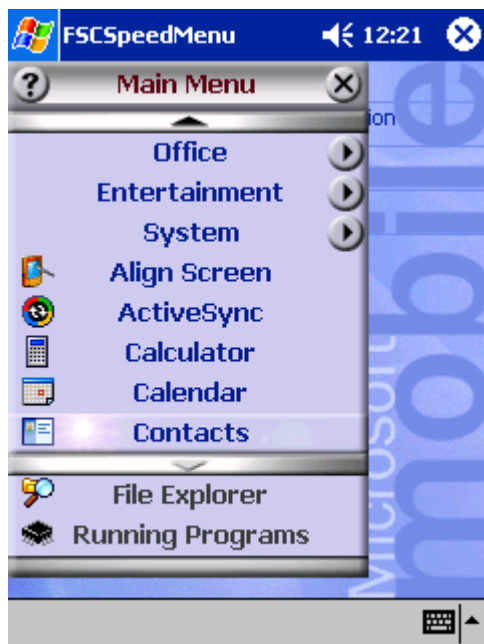 FSCSpeedMenu 12:21
? Main Menu
ion
Office
Entertainment
System
Align Screen
ActiveSync
Calculator
Calendar
Contacts
File Explorer
Running Programs
Microsoft
mobile